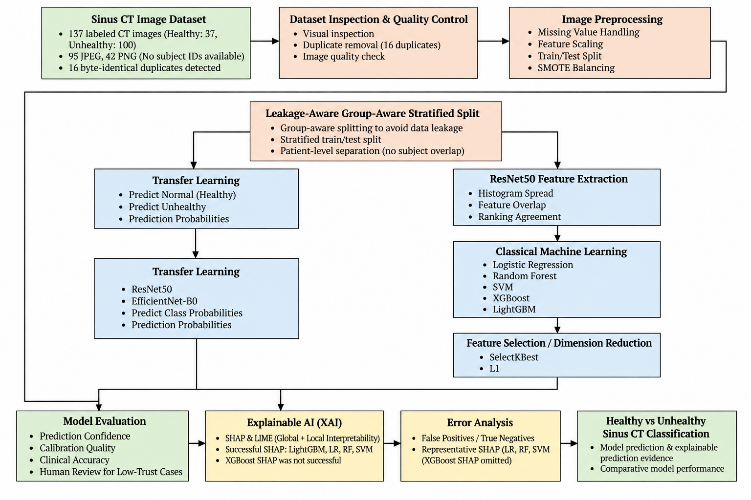 Sinus CT Image Dataset
• 137 labeled CT images (Healthy: 37,
Unhealthy: 100)
• 95 JPEG, 42 PNG (No subject IDs available)
• 16 byte-identical duplicates detected
Dataset Inspection & Quality Control
• Visual inspection
• Duplicate removal (16 duplicates)
• Image quality check
Image Preprocessing
• Missing Value Handling
• Feature Scaling
• Train/Test Split
• SMOTE Balancing
Leakage-Aware Group-Aware Stratified Split
• Group-aware splitting to avoid data leakage
• Stratified train/test split
• Patient-level separation (no subject overlap)
Transfer Learning
• Predict Normal (Healthy)
• Predict Unhealthy
• Prediction Probabilities
Transfer Learning
• ResNet50
• EfficientNet-B0
• Predict Class Probabilities
• Prediction Probabilities
ResNet50 Feature Extraction
• Histogram Spread
• Feature Overlap
• Ranking Agreement
Classical Machine Learning
• Logistic Regression
• Random Forest
• SVM
• XGBoost
• LightGBM
Feature Selection / Dimension Reduction
• SelectKBest
• L1
Model Evaluation
• Prediction Confidence
• Calibration Quality
• Clinical Accuracy
• Human Review for Low-Trust Cases
Explainable AI (XAI)
• SHAP & LIME (Global + Local Interpretability)
• Successful SHAP: LightGBM, LR, RF, SVM
• XGBoost SHAP was not successful
Error Analysis
• False Positives / True Negatives
• Representative SHAP (LR, RF, SVM
(XGBoost SHAP omitted)
Healthy vs Unhealthy
Sinus CT Classification
• Model prediction & explainable
prediction evidence
• Comparative model performance